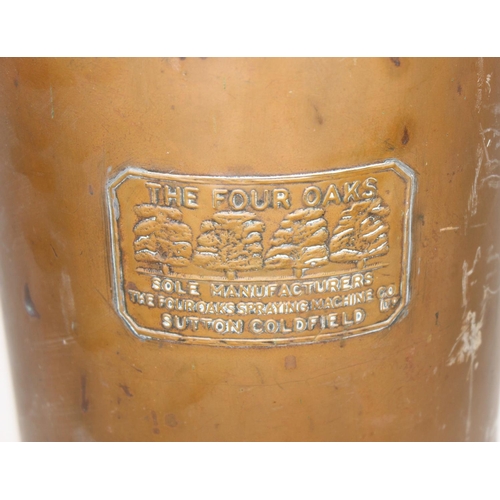 THE FOUR OAKS
SOLE MANUFACTURERS
THE FOUR OAKS SPRAYING MACHINE Co
SUTTON COLDFIELD